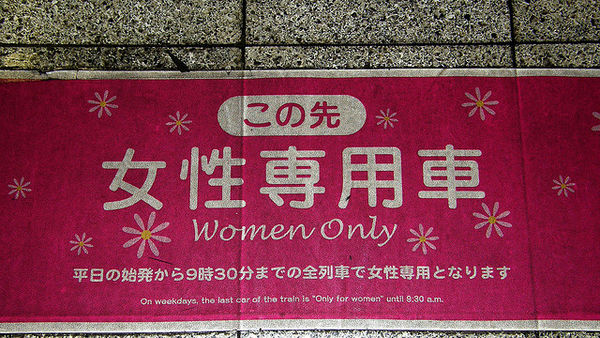 この先
女性専用車
Women Only
平日の始発から9時30分までの全列車で女性専用となります
On weekdays, the last car of the train is "Only for women" until 9:30 a.m.